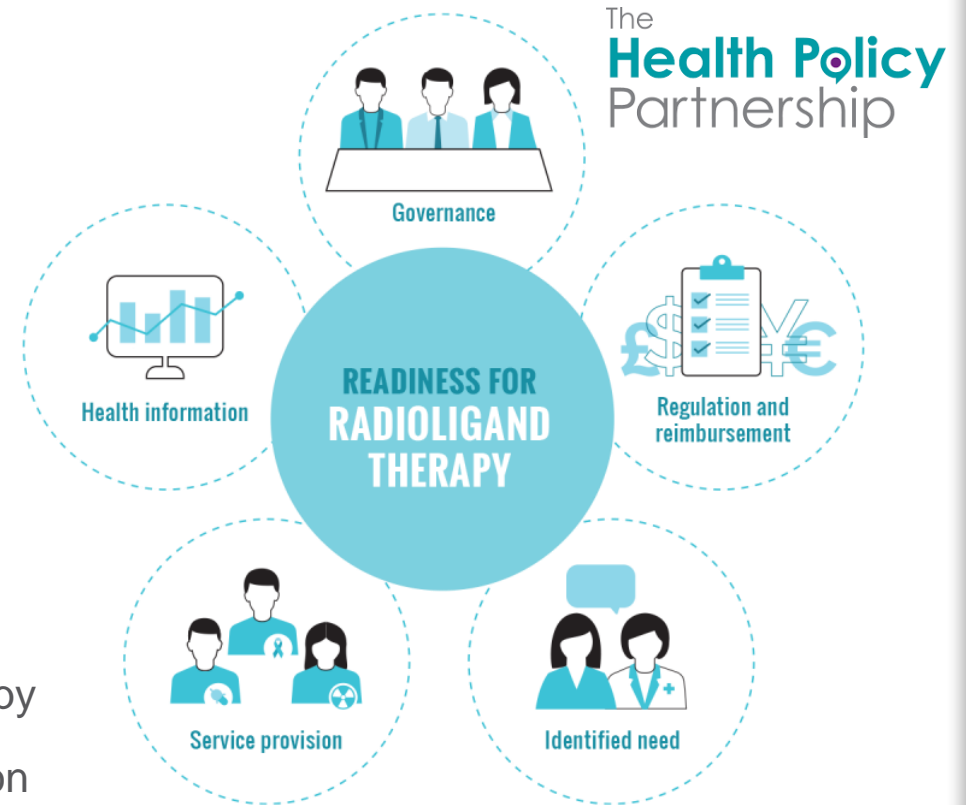 The
Health Policy
Partnership
Governance
Health information
Regulation and
reimbursement
READINESS FOR
RADIOLIGAND
THERAPY
Service provision
Identified need